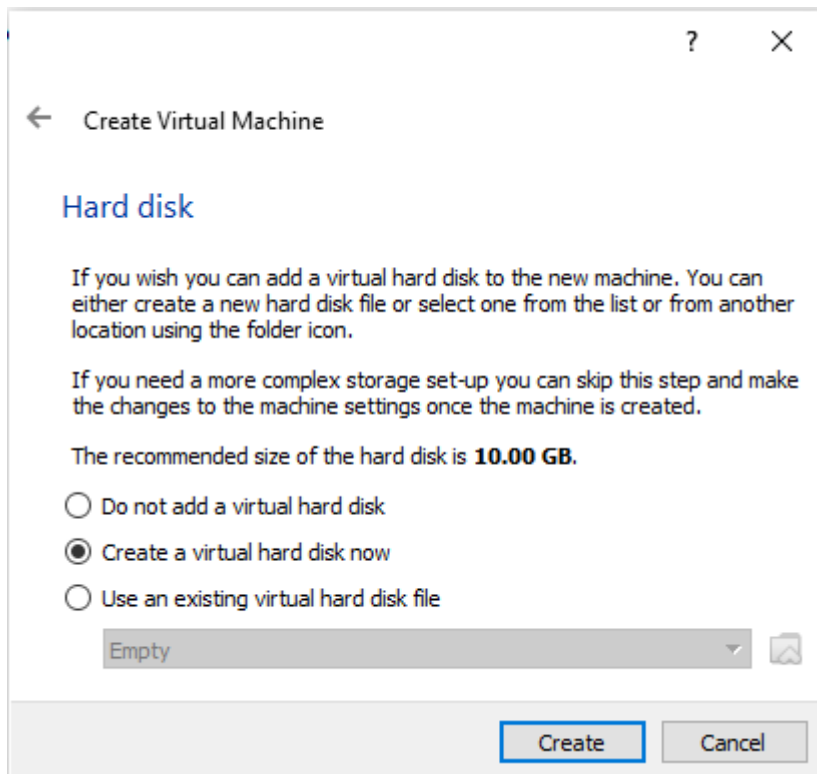 ?
Create Virtual Machine
Hard disk
If you wish you can add a virtual hard disk to the new machine. You can
either create a new hard disk file or select one from the list or from another
location using the folder icon.
If you need a more complex storage set-up you can skip this step and make
the changes to the machine settings once the machine is created.
The recommended size of the hard disk is 10.00 GB.
Do not add a virtual hard disk
Create a virtual hard disk now
Use an existing virtual hard disk file
Empty
Create Cancel